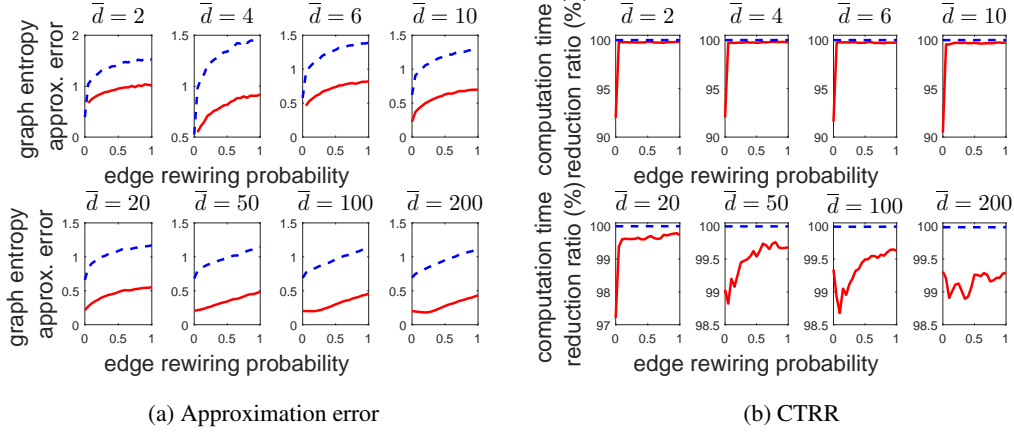 d̅ = 2 d̅ = 4 d̅ = 6 d̅ = 10
graph entropy
approx. error
2
1
0
0 0.5 1
1.5
1
0.5
0 0.5 1
1.5
1
0.5
0
0 0.5 1
1.5
1
0.5
0
0 0.5 1
edge rewiring probability
d̅ = 20 d̅ = 50 d̅ = 100 d̅ = 200
graph entropy
approx. error
1.5
1
0.5
0
0 0.5 1
1.5
1
0.5
0
0 0.5 1
1.5
1
0.5
0
0 0.5 1
1.5
1
0.5
0
0 0.5 1
edge rewiring probability
(a) Approximation error
d̅ = 2 d̅ = 4 d̅ = 6 d̅ = 10
computation time
reduction ratio (%)
100
95
90
0 0.5 1
100
95
90
0 0.5 1
100
95
90
0 0.5 1
100
95
90
0 0.5 1
edge rewiring probability
d̅ = 20 d̅ = 50 d̅ = 100 d̅ = 200
computation time
reduction ratio (%)
100
99
98
97
0 0.5 1
100
99.5
99
98.5
0 0.5 1
100
99.5
99
98.5
0 0.5 1
100
99.5
99
98.5
0 0.5 1
edge rewiring probability
(b) CTRR